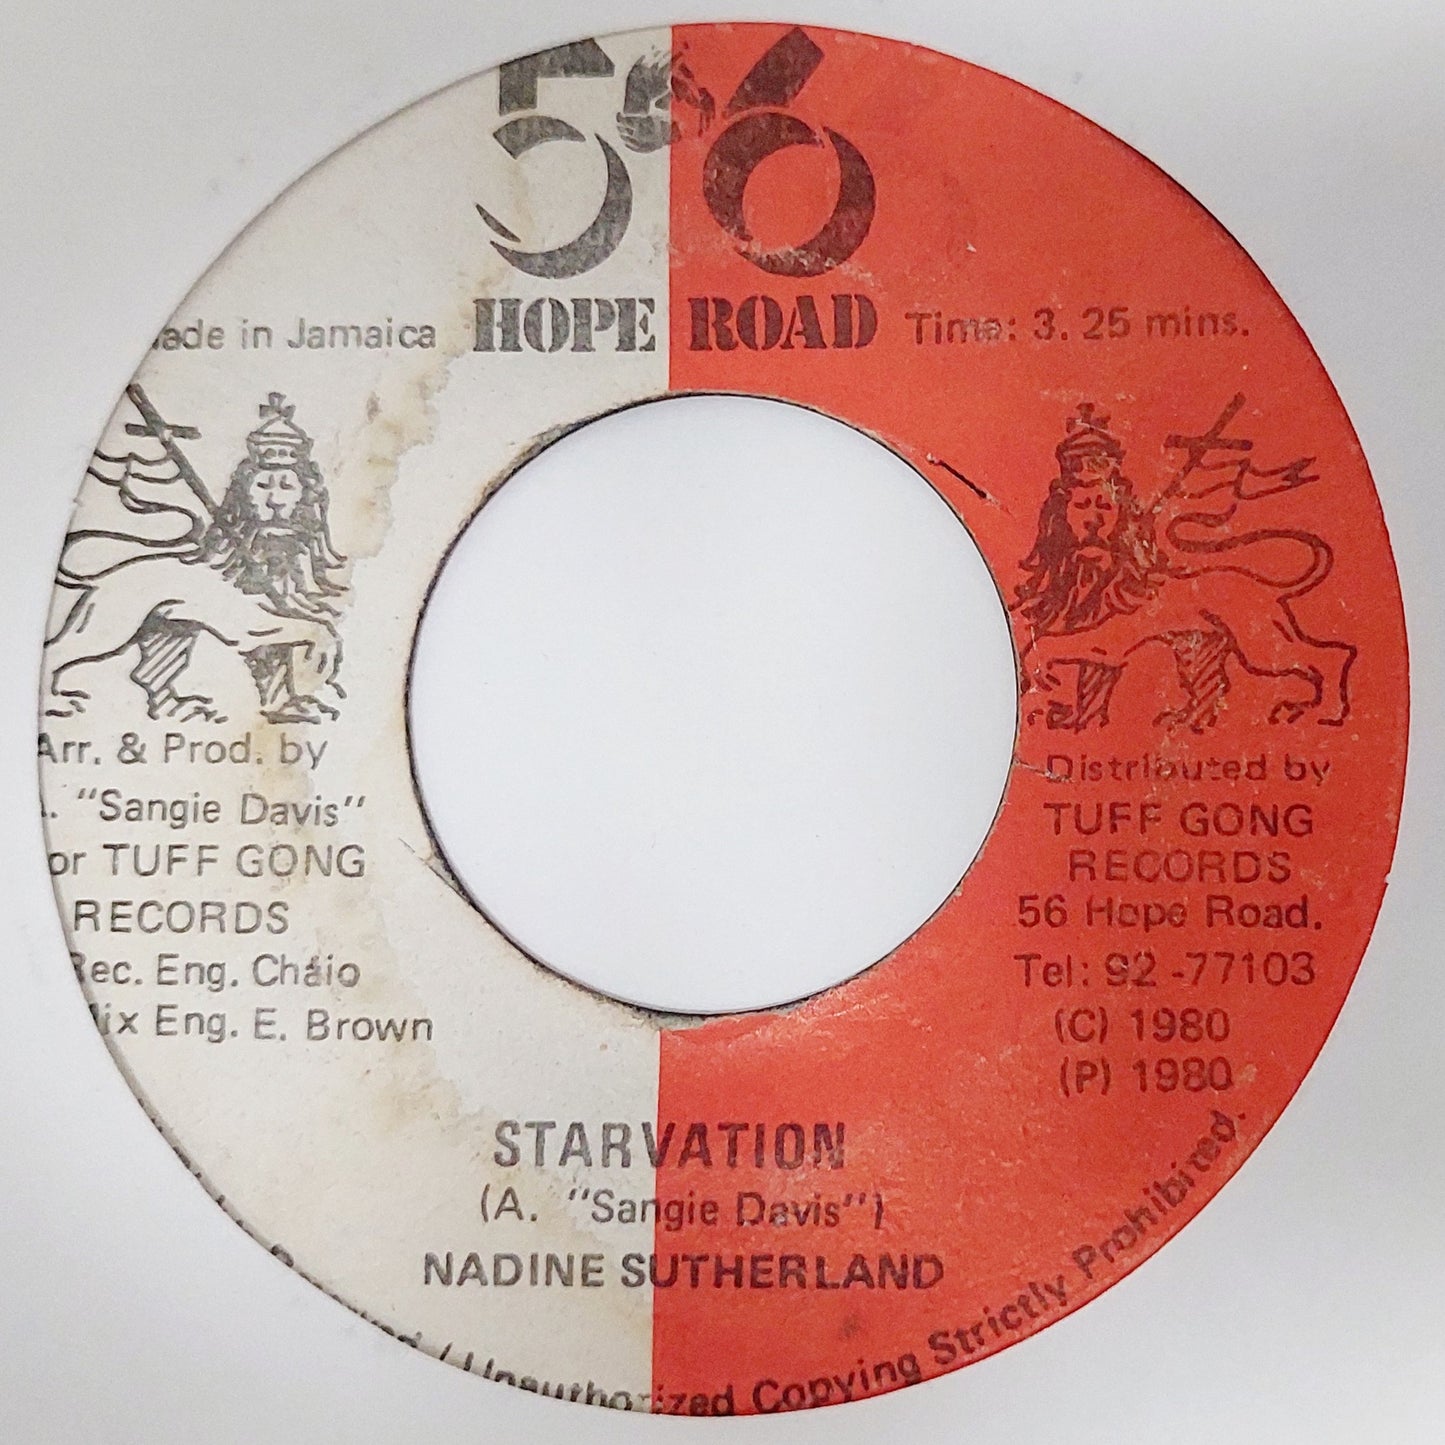 56
HOPE ROAD
ade in Jamaica
Time: 3. 25 mins.
Arr. & Prod. by
. "Sangie Davis"
or TUFF GONG
RECORDS
Rec. Eng. Chaio
Mix Eng. E. Brown
Distributed by
TUFF GONG
RECORDS
56 Hope Road.
Tel: 92 -77103
(C) 1980
(P) 1980
STARVATION
(A. "Sangie Davis")
NADINE SUTHERLAND
Unauthorized Copying Strictly Prohibited.